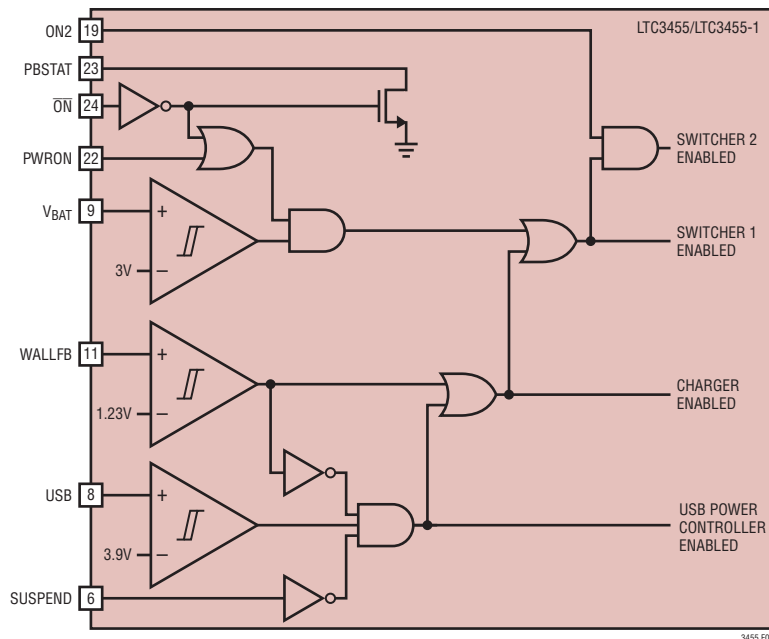 LTC3455/LTC3455-1
ON2 19
PBSTAT 23
ON 24
PWRON 22
SWITCHER 2
ENABLED
VBAT 9
+
3V –
SWITCHER 1
ENABLED
WALLFB 11
+
1.23V –
CHARGER
ENABLED
USB 8
+
3.9V –
USB POWER
CONTROLLER
ENABLED
SUSPEND 6